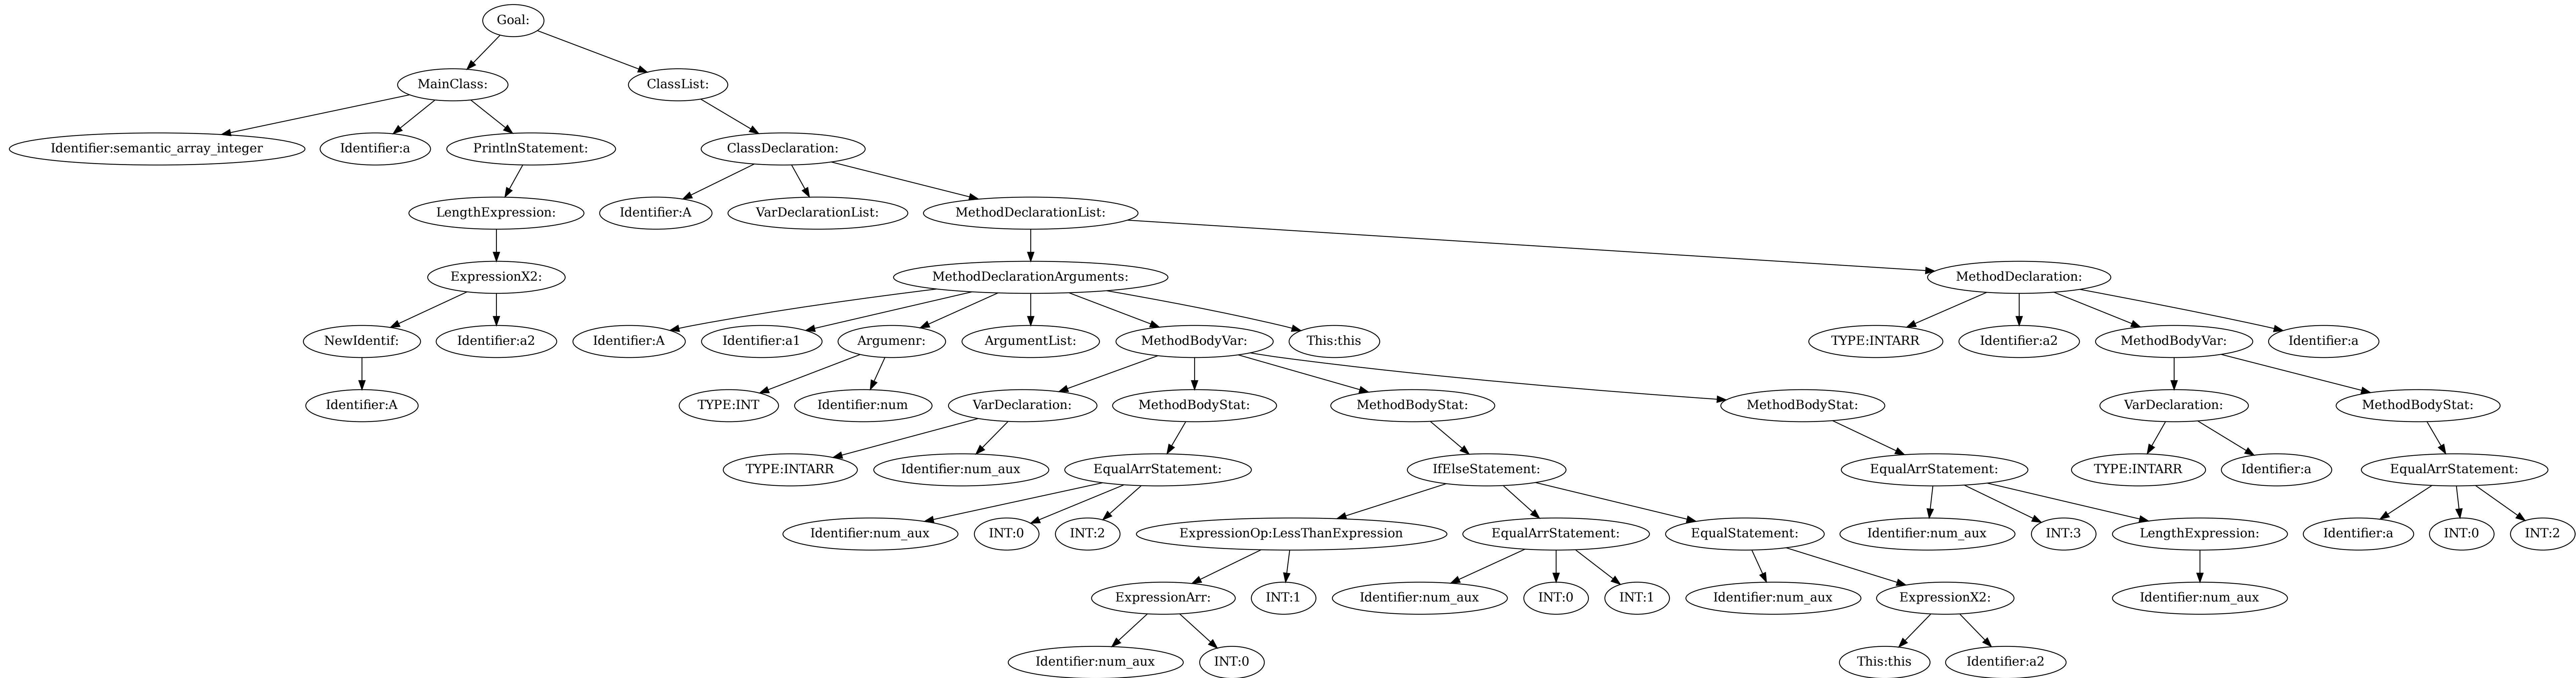 Goal:
MainClass:
ClassList:
Identifier:semantic_array_integer
Identifier:a
PrintlnStatement:
ClassDeclaration:
LengthExpression:
Identifier:A
VarDeclarationList:
MethodDeclarationList:
ExpressionX2:
MethodDeclarationArguments:
MethodDeclaration:
NewIdentif:
Identifier:a2
Identifier:A
Identifier:a1
Argumenr:
ArgumentList:
MethodBodyVar:
This:this
TYPE:INTARR
Identifier:a2
MethodBodyVar:
Identifier:a
Identifier:A
TYPE:INT
Identifier:num
VarDeclaration:
MethodBodyStat:
MethodBodyStat:
MethodBodyStat:
VarDeclaration:
MethodBodyStat:
TYPE:INTARR
Identifier:num_aux
EqualArrStatement:
IfElseStatement:
EqualArrStatement:
TYPE:INTARR
Identifier:a
EqualArrStatement:
Identifier:num_aux
INT:0
INT:2
ExpressionOp:LessThanExpression
EqualArrStatement:
EqualStatement:
Identifier:num_aux
INT:3
LengthExpression:
Identifier:a
INT:0
INT:2
ExpressionArr:
INT:1
Identifier:num_aux
INT:0
INT:1
Identifier:num_aux
ExpressionX2:
Identifier:num_aux
Identifier:num_aux
INT:0
This:this
Identifier:a2